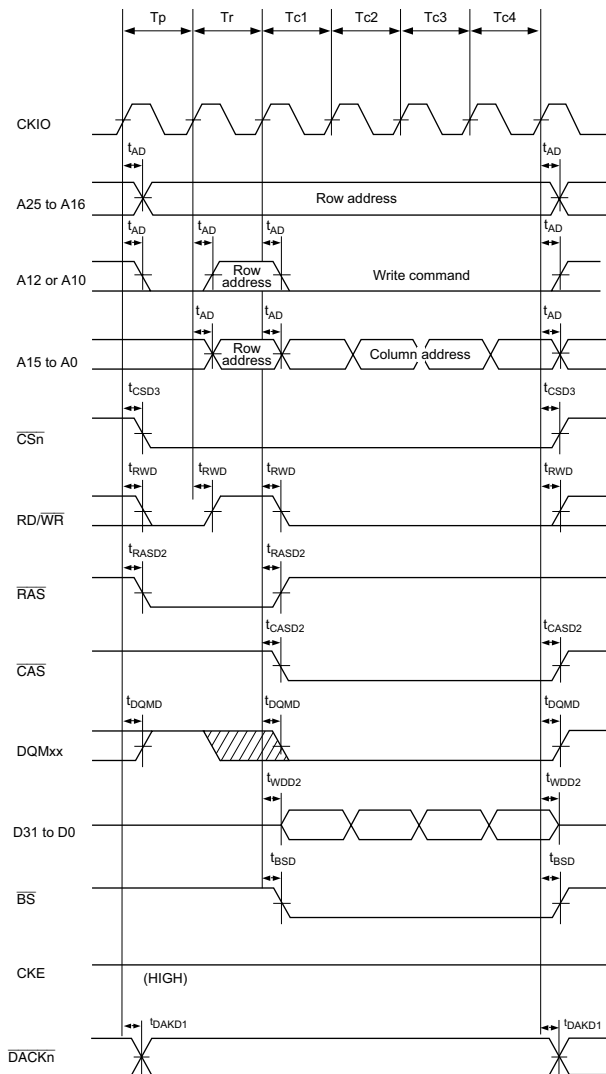 Tp Tr Tc1 Tc2 Tc3 Tc4
CKIO
tAD tAD
A25 to A16 Row address
tAD tAD tAD tAD
A12 or A10 Row address Write command
tAD tAD tAD
A15 to A0 Row address Column address
tCSD3 tCSD3
CSn
tRWD tRWD tRWD tRWD
RD/WR
tRASD2 tRASD2
RAS
tCASD2 tCASD2
CAS
tDQMD tDQMD tDQMD
DQMxx
tWDD2 tWDD2
D31 to D0
tBSD tBSD
BS
CKE (HIGH)
tDAKD1 tDAKD1
DACKn